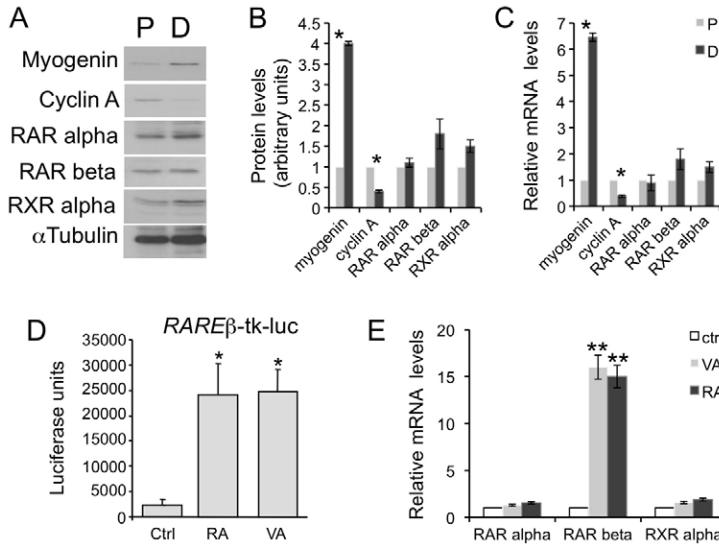 A
P D
Myogenin
Cyclin A
RAR alpha
RAR beta
RXR alpha
αTubulin
B
Protein levels
(arbitrary units)
4.5
4
3.5
3
2.5
2
1.5
1
0.5
0
*
*
myogenin
cyclin A
RAR alpha
RAR beta
RXR alpha
C
Relative mRNA levels
7
6
5
4
3
2
1
0
*
*
P
D
myogenin
cyclin A
RAR alpha
RAR beta
RXR alpha
D
RAREβ-tk-luc
Luciferase units
35000
30000
25000
20000
15000
10000
5000
0
*
*
Ctrl RA VA
E
Relative mRNA levels
20
15
10
5
0
**
**
ctrl
VA
RA
RAR alpha RAR beta RXR alpha